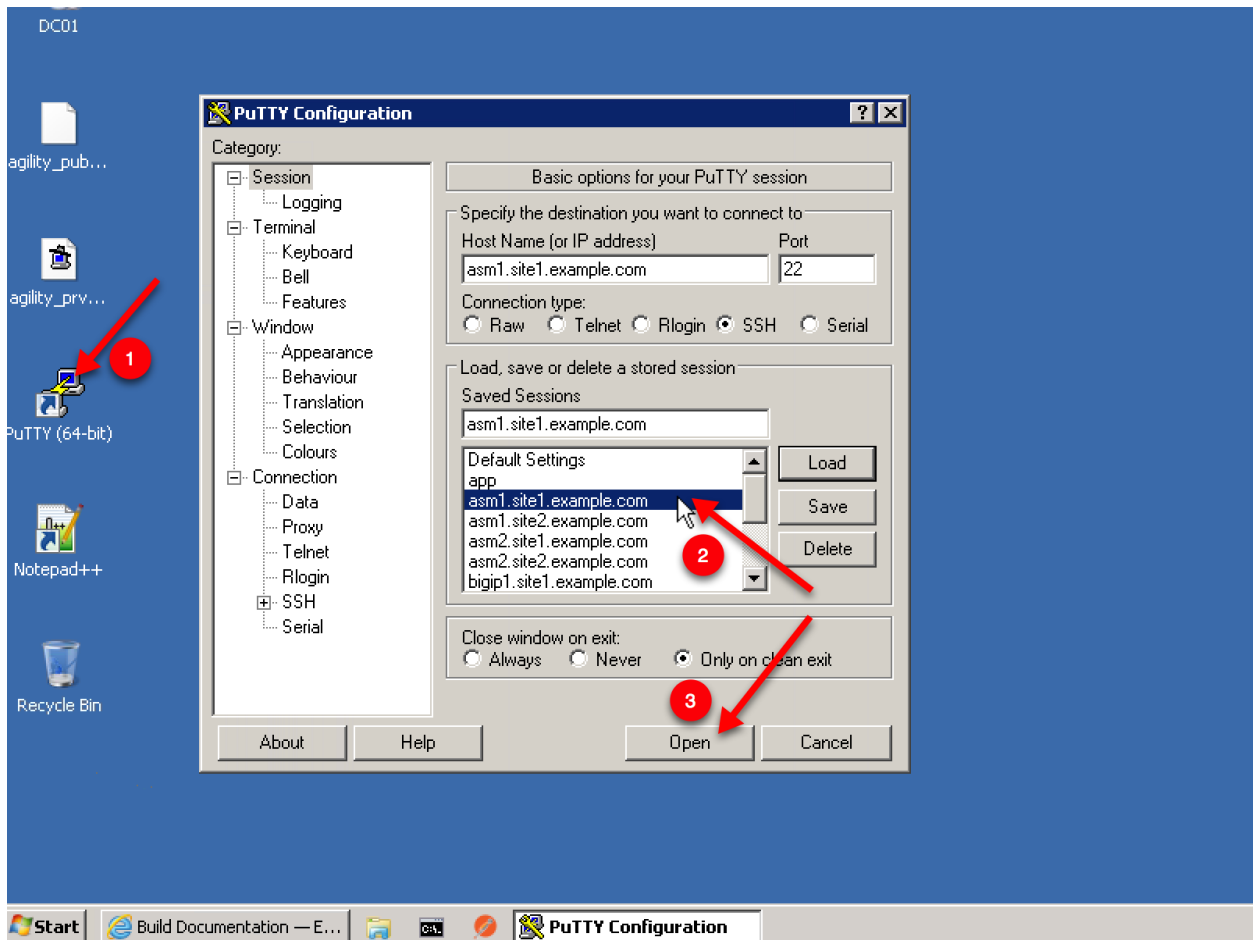 DC01
agility_pub...
agility_prv...
1
PuTTY (64-bit)
Notepad++
Recycle Bin
PuTTY Configuration
Category:
Session
Logging
Terminal
Keyboard
Bell
Features
Window
Appearance
Behaviour
Translation
Selection
Colours
Connection
Data
Proxy
Telnet
Rlogin
SSH
Serial
Basic options for your PuTTY session
Specify the destination you want to connect to
Host Name (or IP address) Port
asm1.site1.example.com 22
Connection type:
Raw Telnet Rlogin SSH Serial
Load, save or delete a stored session
Saved Sessions
asm1.site1.example.com
Default Settings
app
asm1.site1.example.com
asm1.site2.example.com
asm2.site1.example.com
asm2.site2.example.com
bigip1.site1.example.com
Load
Save
Delete
2
Close window on exit:
Always Never Only on clean exit
3
About Help Open Cancel
Start Build Documentation — E... C:\. PuTTY Configuration